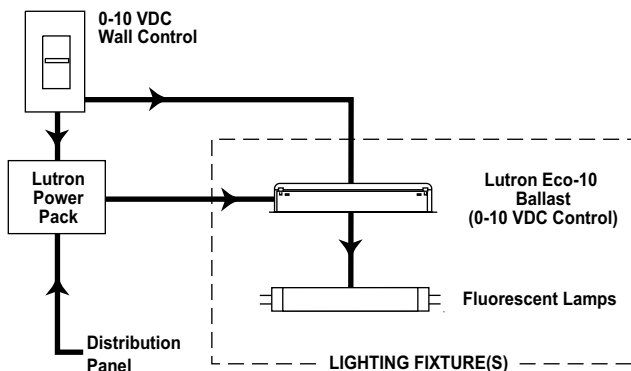 0-10 VDC
Wall Control
Lutron
Power
Pack
Lutron Eco-10
Ballast
(0-10 VDC Control)
Fluorescent Lamps
Distribution
Panel
LIGHTING FIXTURE(S)